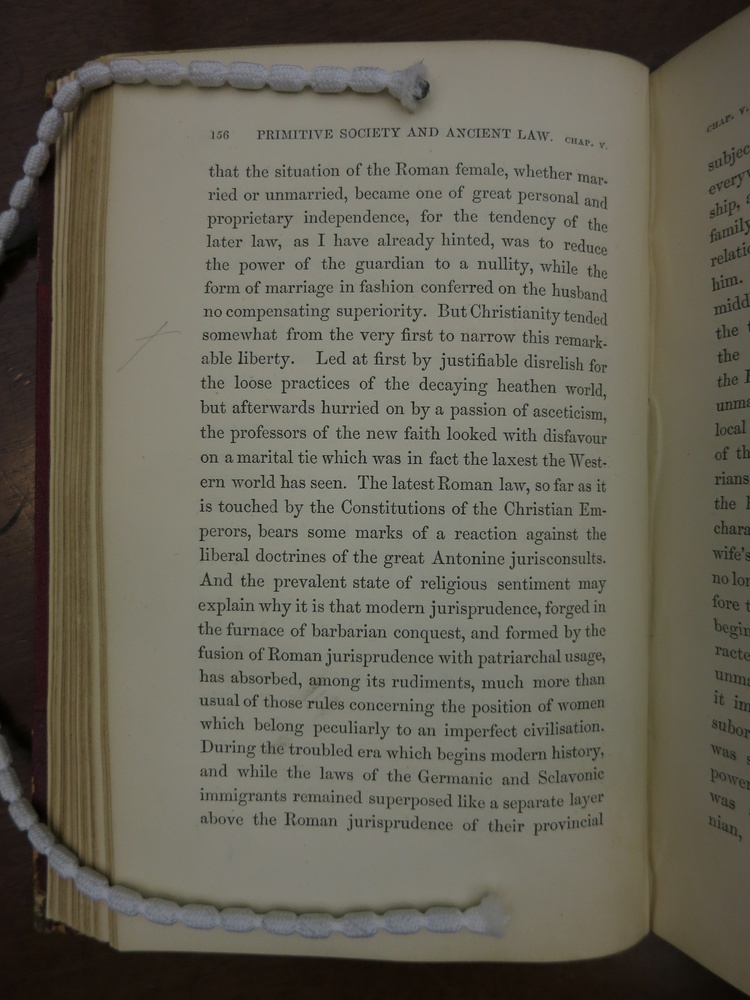 156 PRIMITIVE SOCIETY AND ANCIENT LAW. CHAP. V.
that the situation of the Roman female, whether mar-
ried or unmarried, became one of great personal and
proprietary independence, for the tendency of the
later law, as I have already hinted, was to reduce
the power of the guardian to a nullity, while the
form of marriage in fashion conferred on the husband
no compensating superiority. But Christianity tended
somewhat from the very first to narrow this remark-
able liberty. Led at first by justifiable disrelish for
the loose practices of the decaying heathen world,
but afterwards hurried on by a passion of asceticism,
the professors of the new faith looked with disfavour
on a marital tie which was in fact the laxest the West-
ern world has seen. The latest Roman law, so far as it
is touched by the Constitutions of the Christian Em-
perors, bears some marks of a reaction against the
liberal doctrines of the great Antonine jurisconsults.
And the prevalent state of religious sentiment may
explain why it is that modern jurisprudence, forged in
the furnace of barbarian conquest, and formed by the
fusion of Roman jurisprudence with patriarchal usage,
has absorbed, among its rudiments, much more than
usual of those rules concerning the position of women
which belong peculiarly to an imperfect civilisation.
During the troubled era which begins modern history,
and while the laws of the Germanic and Sclavonic
immigrants remained superposed like a separate layer
above the Roman jurisprudence of their provincial
CHAP. V.
subjec
everyw
ship, a
family
relatio
him.
midd
the t
the
the I
unma
local
of th
rians
the I
chara
wife's
no lon
fore t
begin
racte
unma
it im
subor
was s
power
was
nian,